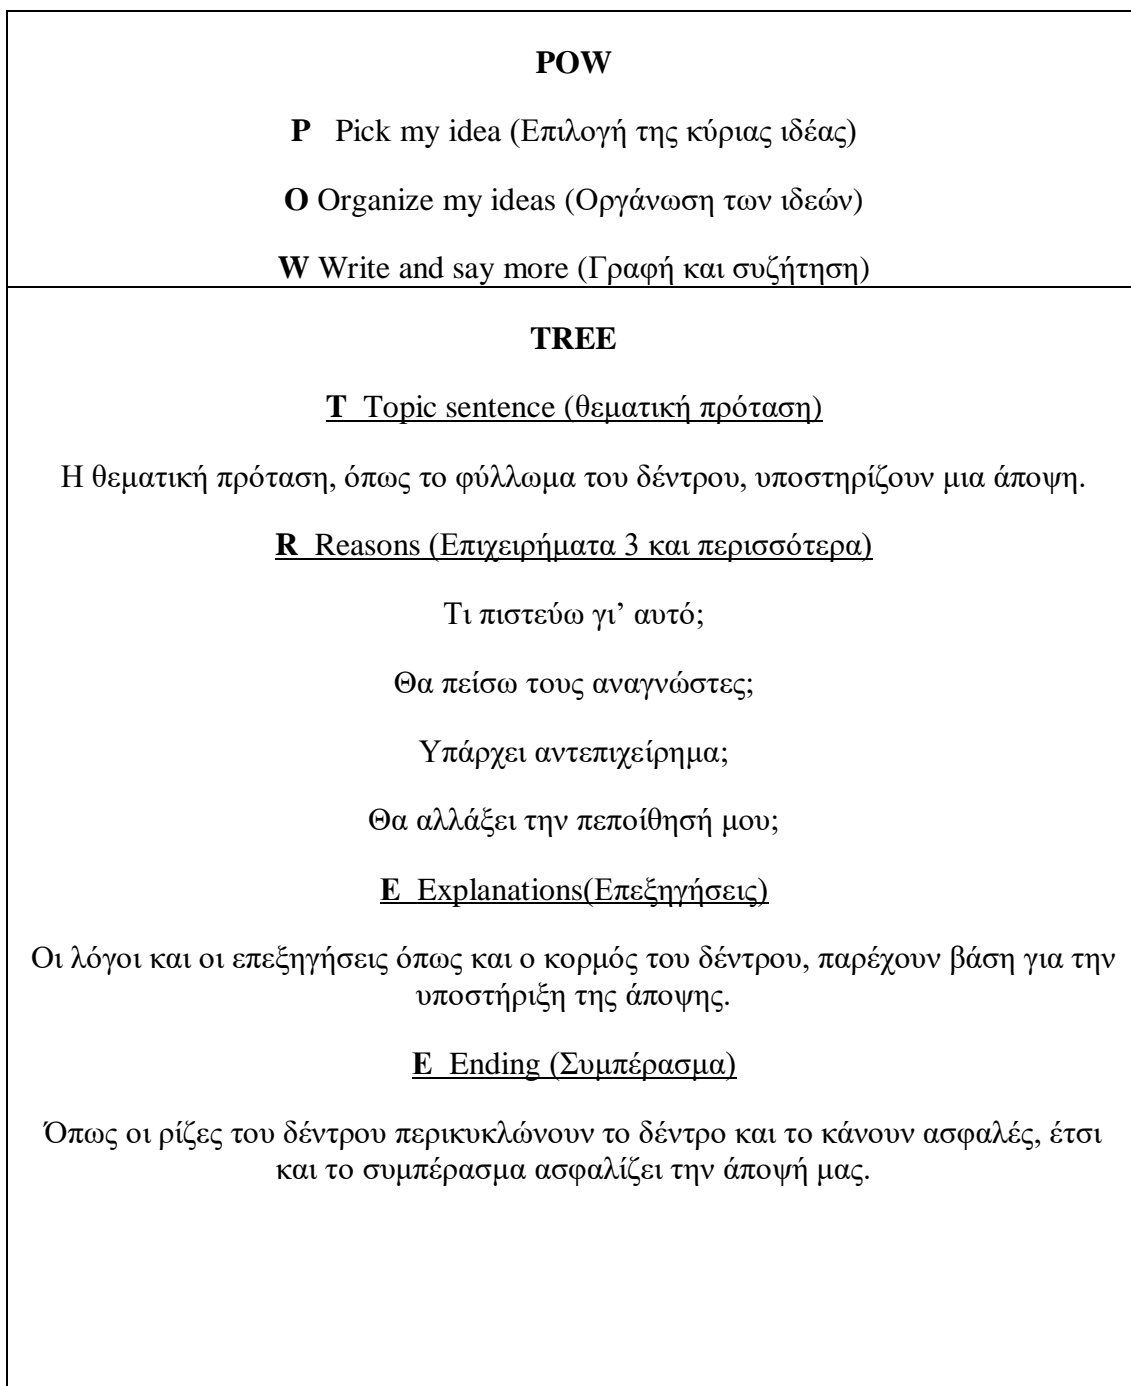 POW
P Pick my idea (Επιλογή της κύριας ιδέας)
O Organize my ideas (Οργάνωση των ιδεών)
W Write and say more (Γραφή και συζήτηση)
TREE
T Topic sentence (θεματική πρόταση)
Η θεματική πρόταση, όπως το φύλλωμα του δέντρου, υποστηρίζουν μια άποψη.
R Reasons (Επιχειρήματα 3 και περισσότερα)
Τι πιστεύω γι’ αυτό;
Θα πείσω τους αναγνώστες;
Υπάρχει αντεπιχείρημα;
Θα αλλάξει την πεποίθησή μου;
E Explanations(Επεξηγήσεις)
Οι λόγοι και οι επεξηγήσεις όπως και ο κορμός του δέντρου, παρέχουν βάση για την
υποστήριξη της άποψης.
E Ending (Συμπέρασμα)
Όπως οι ρίζες του δέντρου περικυκλώνουν το δέντρο και το κάνουν ασφαλές, έτσι
και το συμπέρασμα ασφαλίζει την άποψή μας.